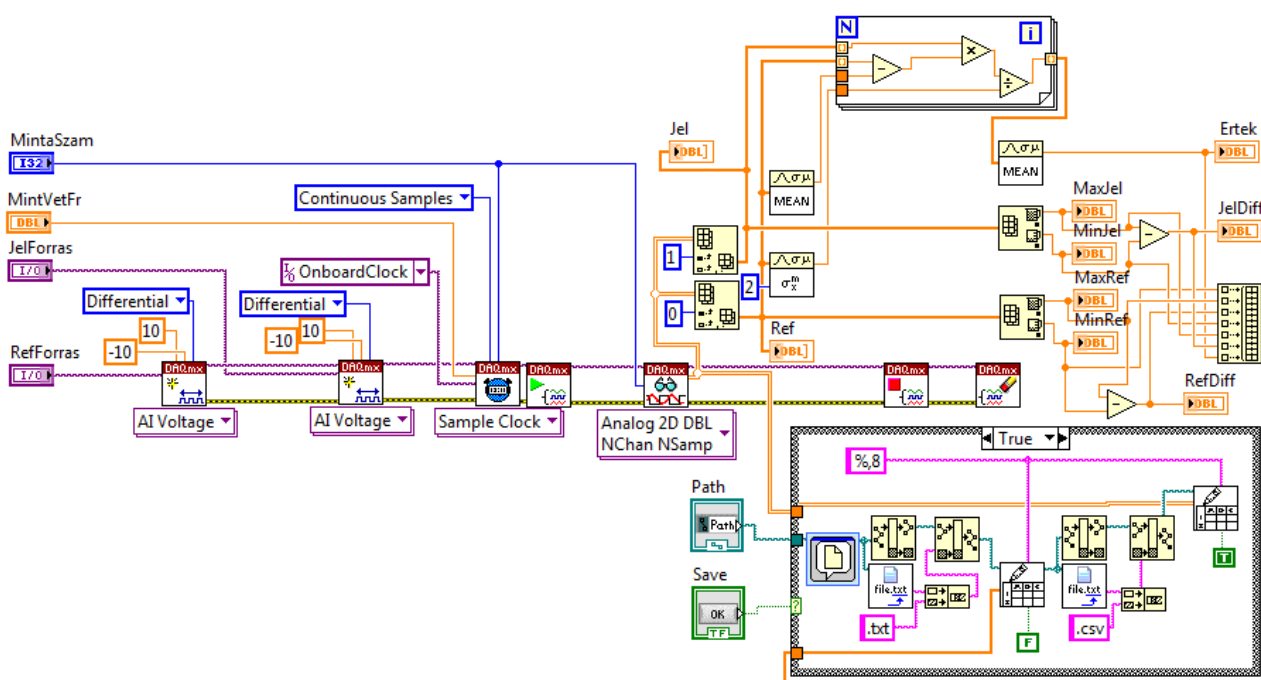 N
i
Jel
DBL]
Ertek
DBL
MintaSzam
I32
MEAN
MEAN
MaxJel
DBL
JelDiff
DBL
MintVetFr
DBL
Continuous Samples
MinJel
DBL
JelForras
I/O
OnboardClock
1
2
MaxRef
DBL
Differential
Differential
0
MinRef
DBL
10
-10
10
-10
Ref
DBL]
RefForras
I/O
DAQmx
DAQmx
DAQmx
DAQmx
DAQmx
DAQmx
DAQmx
RefDiff
DBL
AI Voltage
AI Voltage
Sample Clock
Analog 2D DBL
NChan NSamp
True
%,8
Path
Path
T
Save
OK
TF
?
file.txt
file.txt
.txt
F
.csv